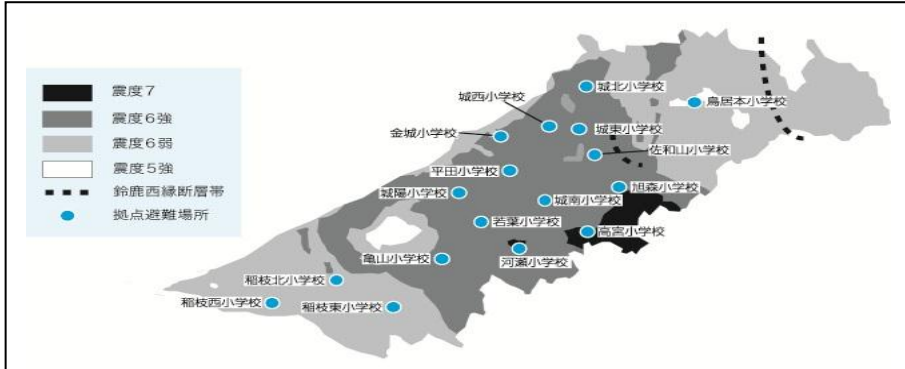 震度7
震度6強
震度6弱
震度5強
鈴鹿西縁断層帯
拠点避難場所
城北小学校
鳥居本小学校
城西小学校
金城小学校
城東小学校
佐和山小学校
平田小学校
城陽小学校
旭森小学校
城南小学校
若葉小学校
高宮小学校
亀山小学校
河瀬小学校
稲枝北小学校
稲枝西小学校
稲枝東小学校